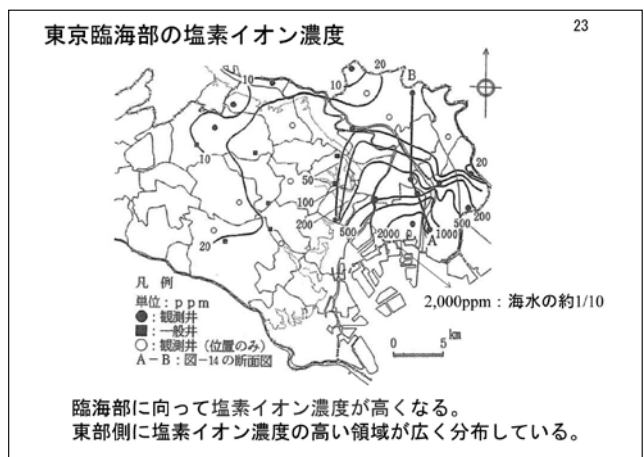 東京臨海部の塩素イオン濃度
23
20
10
10
B
10
20
50
100
200
20
500
2000
A
1000
500
200
2,000ppm：海水の約1/10
凡 例
単位：ｐｐｍ
●：観測井
■：一般井
○：観測井（位置のみ）
Ａ－Ｂ：図－14の断面図
0 5 km
臨海部に向って塩素イオン濃度が高くなる。
東部側に塩素イオン濃度の高い領域が広く分布している。